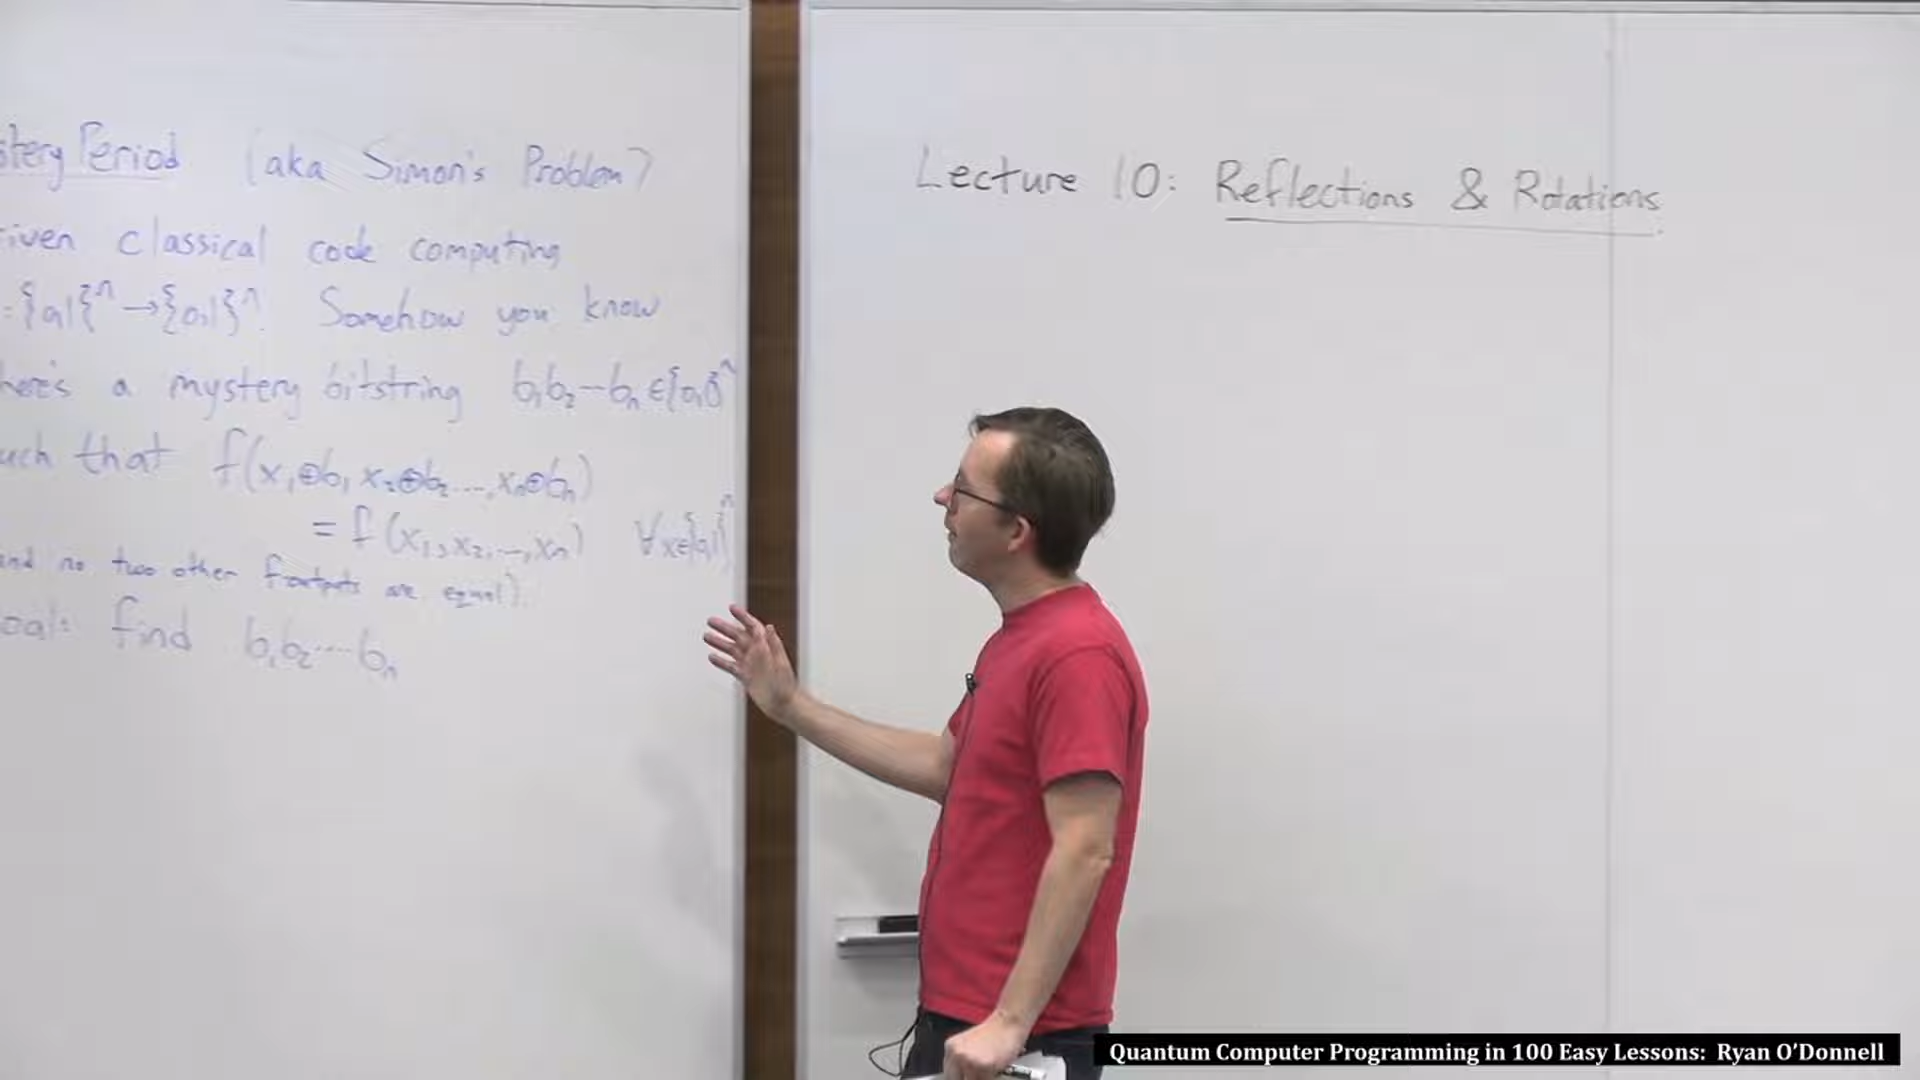 stery Period (aka Simon's Problem)
iven classical code computing
:{0,1}ⁿ→{0,1}ⁿ. Somehow you know
here's a mystery bitstring b₁b₂---bₙ∈{0,1}ⁿ
uch that f(x₁⊕b₁,x₂⊕b₂,...,xₙ⊕bₙ)
= f(x₁,x₂,...,xₙ) ∀x∈{0,1}ⁿ
and no two other are equal).
oal: find b₁b₂----bₙ
Lecture 10: Reflections & Rotations
Quantum Computer Programming in 100 Easy Lessons: Ryan O'Donnell